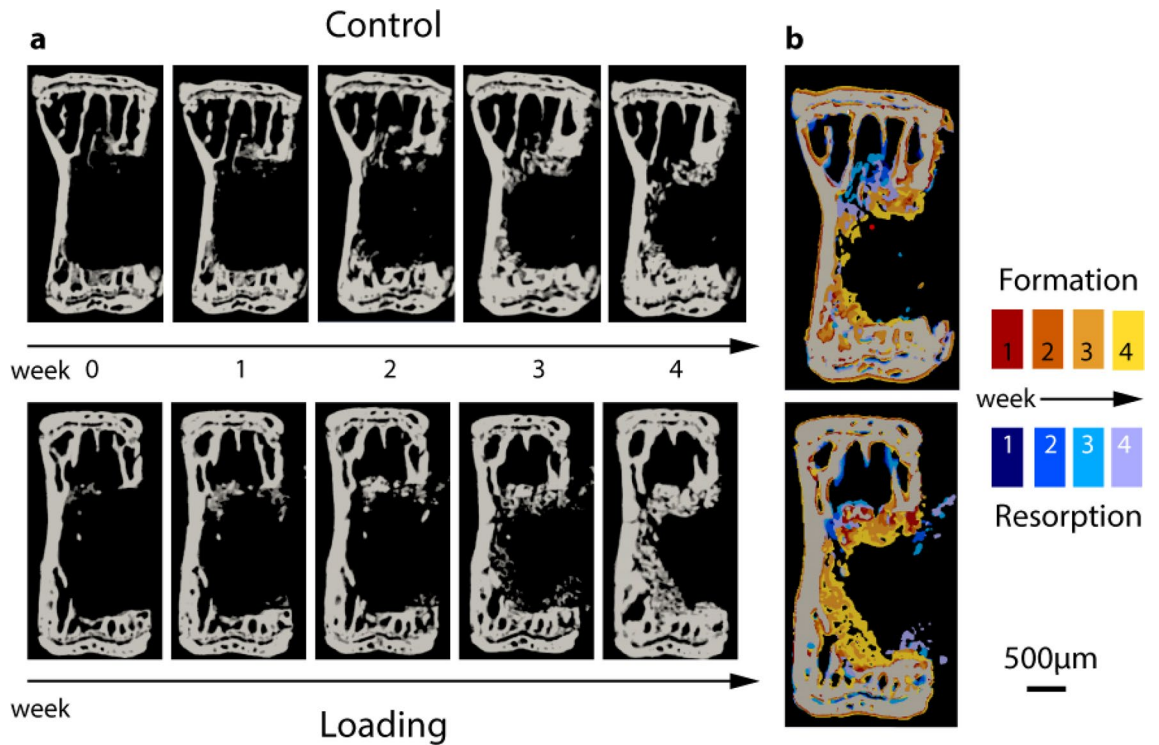 Control
a
b
week 0 1 2 3 4
Formation
1 2 3 4
week
1 2 3 4
Resorption
500μm
week
Loading